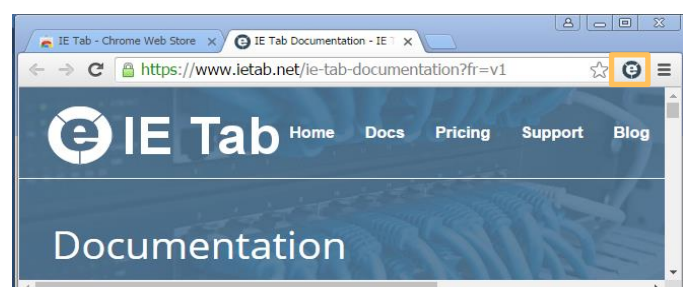 IE Tab - Chrome Web Store
IE Tab Documentation - IE T
https://www.ietab.net/ie-tab-documentation?fr=v1
IE Tab Home Docs Pricing Support Blog
Documentation